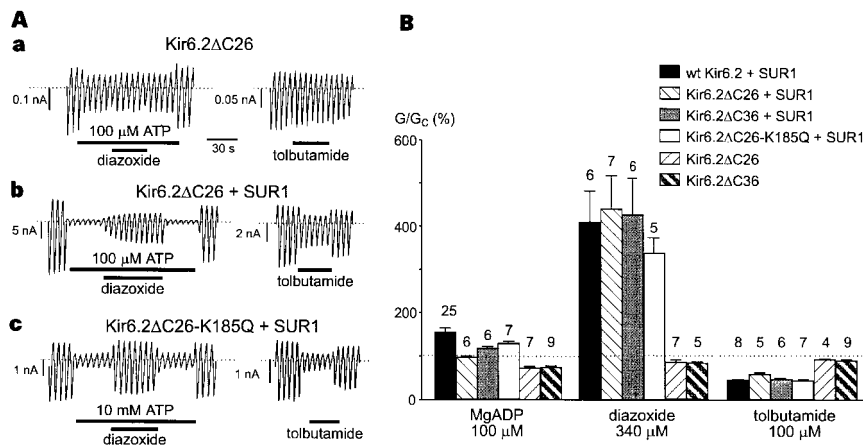 A
a
Kir6.2ΔC26
0.1 nA
0.05 nA
100 μM ATP
30 s
diazoxide
tolbutamide
b
Kir6.2ΔC26 + SUR1
5 nA
2 nA
100 μM ATP
diazoxide
tolbutamide
c
Kir6.2ΔC26-K185Q + SUR1
1 nA
1 nA
10 mM ATP
diazoxide
tolbutamide
B
wt Kir6.2 + SUR1
Kir6.2ΔC26 + SUR1
Kir6.2ΔC36 + SUR1
Kir6.2ΔC26-K185Q + SUR1
Kir6.2ΔC26
Kir6.2ΔC36
G/GC (%)
600
400
200
0
25 6 6 7 7 9
6 7 6 5 7 5
8 5 6 7 4 9
MgADP diazoxide tolbutamide
100 μM 340 μM 100 μM